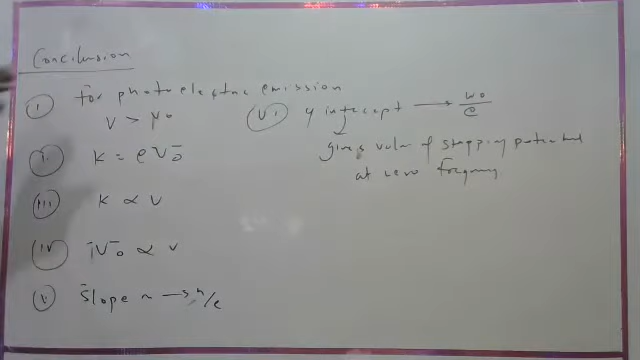 Conclusion
(i) for photoelectric emission
ν > ν₀
(ii) K = eV₀
(iii) K ∝ ν
(iv) V₀ ∝ ν
(v) Slope m → h/e
(vi) y intercept → w₀/e
gives value of stopping potential
at zero frequency